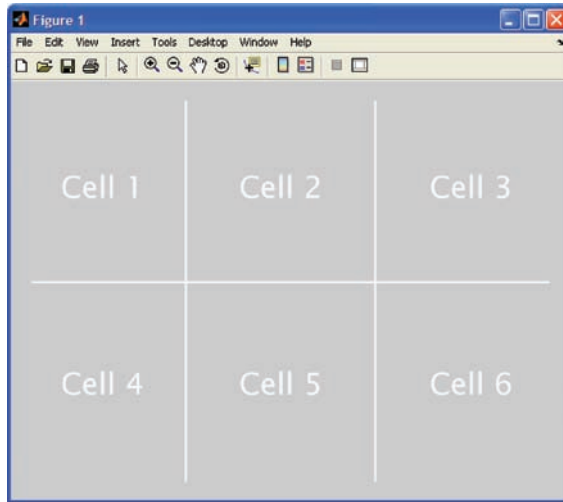 Figure 1
File Edit View Insert Tools Desktop Window Help
Cell 1 Cell 2 Cell 3
Cell 4 Cell 5 Cell 6